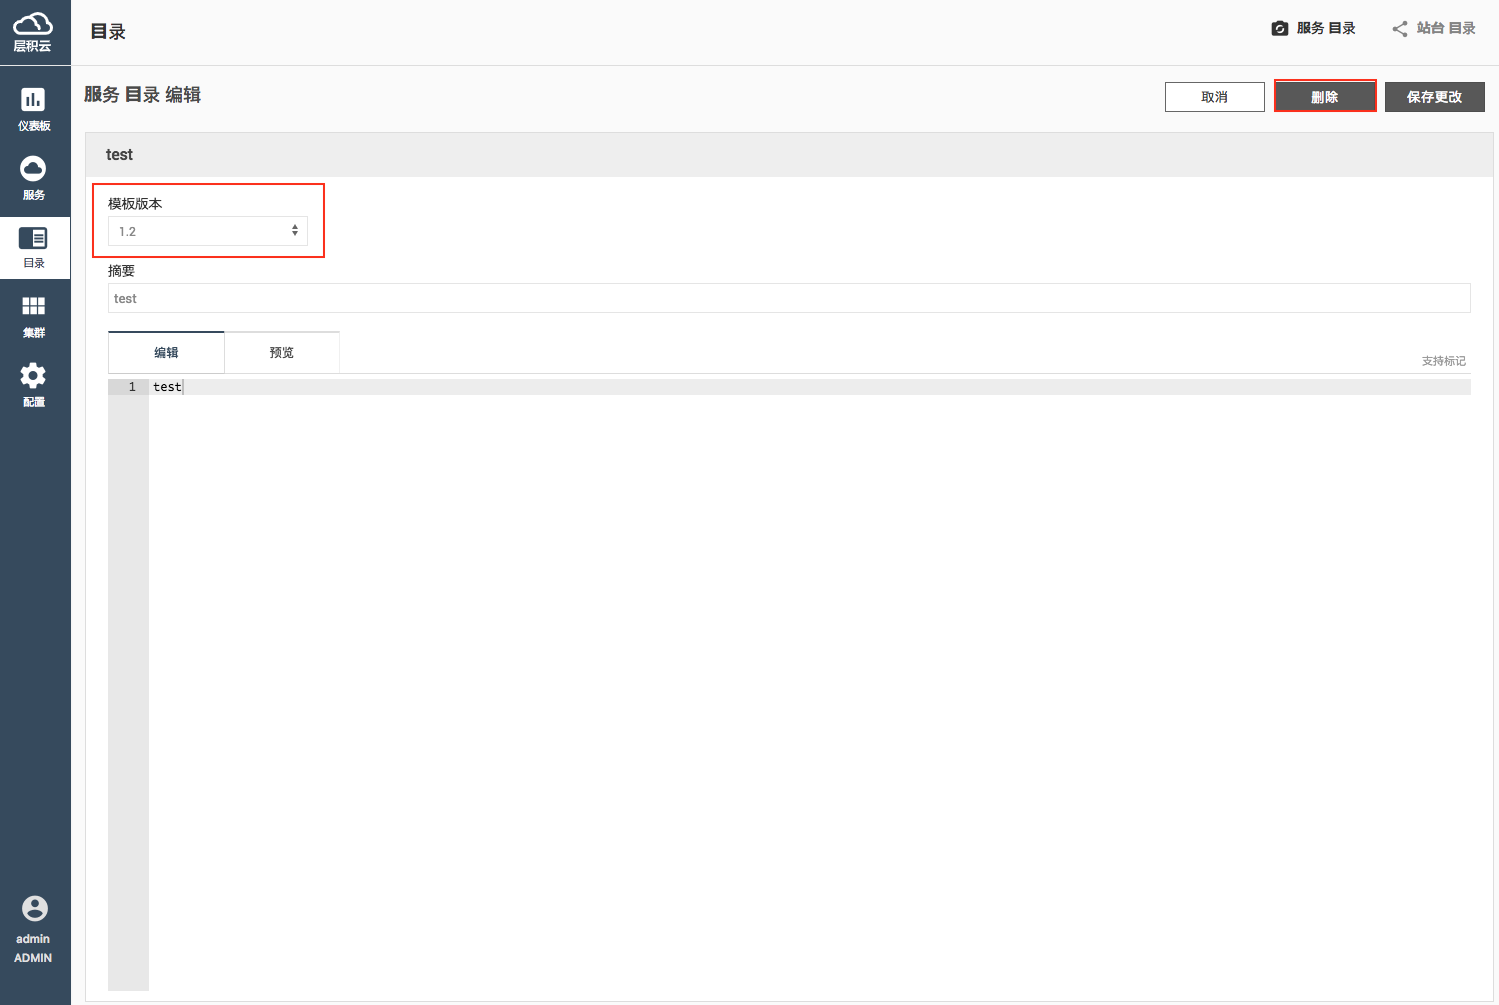 层积云
目录
服务 目录
站台 目录
仪表板
服务
目录
集群
配置
admin
ADMIN
服务 目录 编辑
取消
删除
保存更改
test
模板版本
1.2
摘要
test
编辑
预览
支持标记
1 test